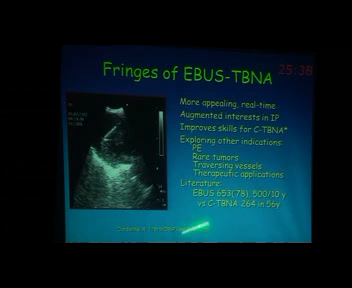 Fringes of EBUS-TBNA
25:38
More appealing, real-time
Augmented interests in IP
Improves skills for C-TBNA*
Exploring other indications:
PE
Rare tumors
Traversing vessels
Therapeutic applications
Literature:
EBUS 653(78), 500/10 y
vs C-TBNA 264 in 56y